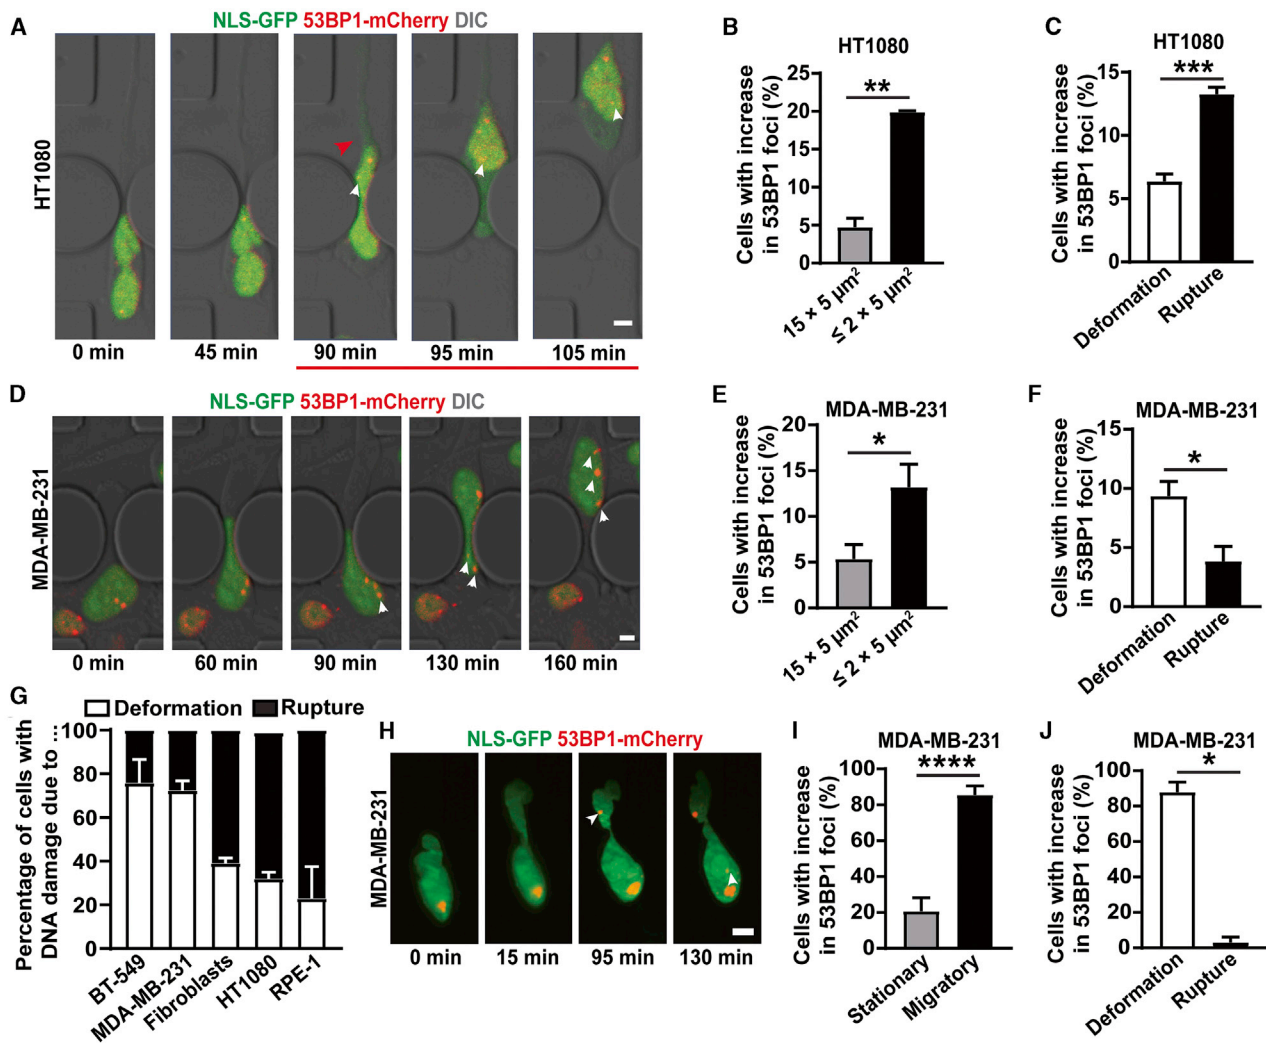 A
NLS-GFP 53BP1-mCherry DIC
HT1080
0 min
45 min
90 min
95 min
105 min
B
HT1080
Cells with increase
in 53BP1 foci (%)
25
20
15
10
5
0
**
15 × 5 µm²
≤ 2 × 5 µm²
C
HT1080
Cells with increase
in 53BP1 foci (%)
15
10
5
0
***
Deformation
Rupture
D
NLS-GFP 53BP1-mCherry DIC
MDA-MB-231
0 min
60 min
90 min
130 min
160 min
E
MDA-MB-231
Cells with increase
in 53BP1 foci (%)
20
15
10
5
0
*
15 × 5 µm²
≤ 2 × 5 µm²
F
MDA-MB-231
Cells with increase
in 53BP1 foci (%)
15
10
5
0
*
Deformation
Rupture
G
Deformation
Rupture
Percentage of cells with
DNA damage due to ...
100
80
60
40
20
0
BT-549
MDA-MB-231
Fibroblasts
HT1080
RPE-1
H
NLS-GFP 53BP1-mCherry
MDA-MB-231
0 min
15 min
95 min
130 min
I
MDA-MB-231
Cells with increase
in 53BP1 foci (%)
100
80
60
40
20
0
****
Stationary
Migratory
J
MDA-MB-231
Cells with increase
in 53BP1 foci (%)
100
80
60
40
20
0
*
Deformation
Rupture